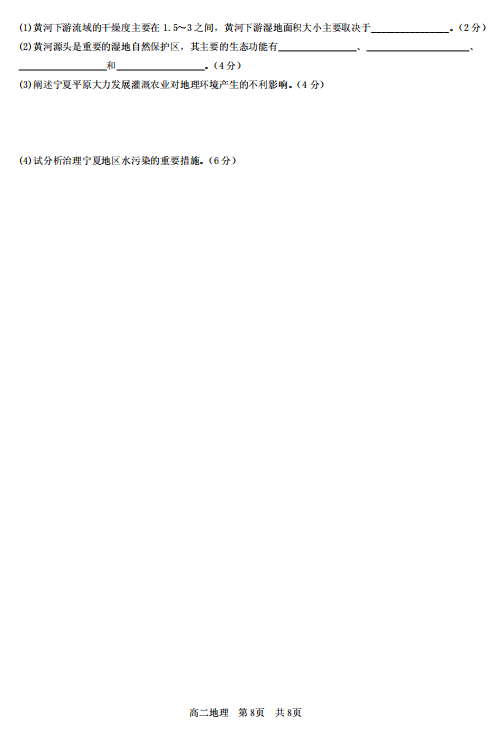 (1)黄河下游流域的干燥度主要在1.5～3之间，黄河下游湿地面积大小主要取决于________________。(2分)
(2)黄河源头是重要的湿地自然保护区，其主要的生态功能有________________、____________________、
__________________和__________________。(4分)
(3)阐述宁夏平原大力发展灌溉农业对地理环境产生的不利影响。(4分)
(4)试分析治理宁夏地区水污染的重要措施。(6分)
高二地理 第8页 共8页